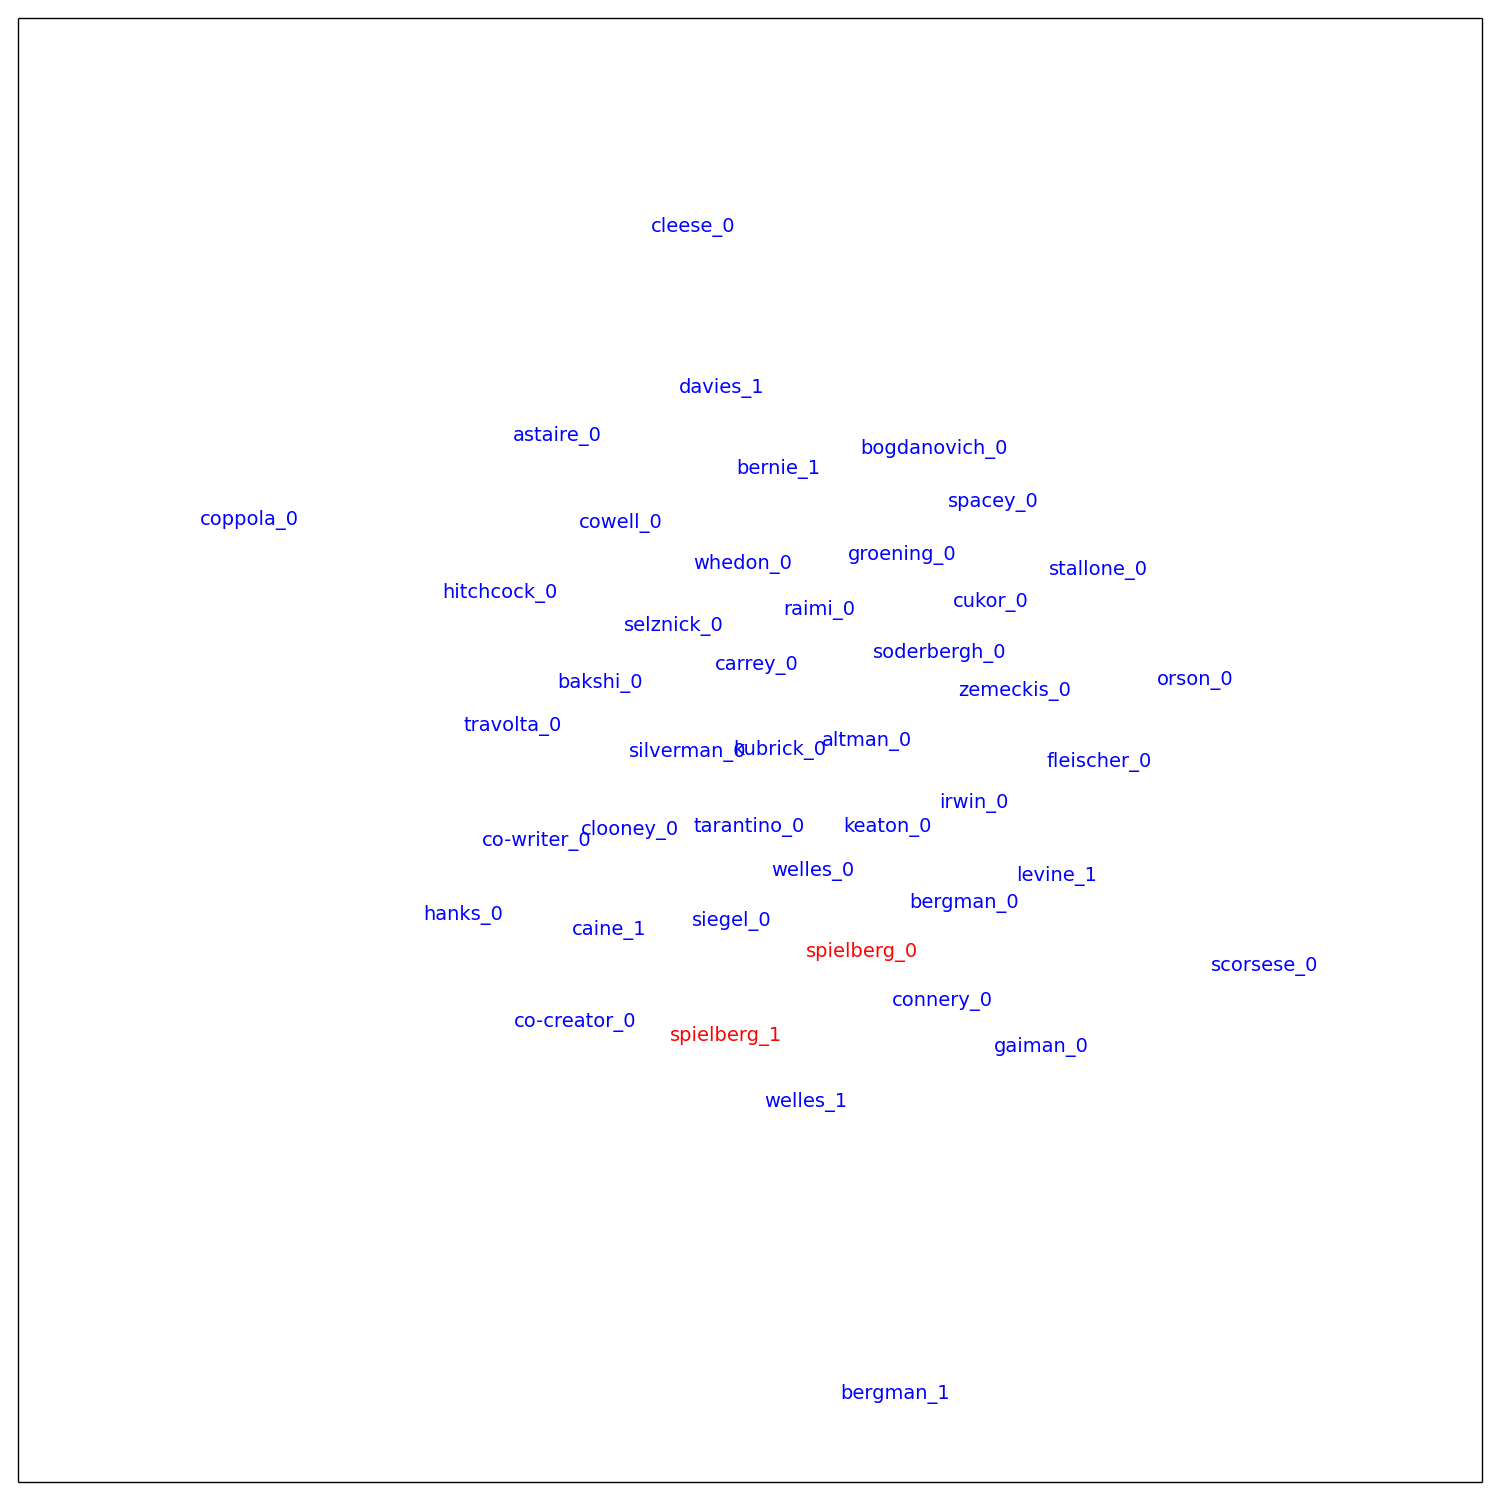 cleese_0
davies_1
astaire_0
bogdanovich_0
bernie_1
spacey_0
coppola_0
cowell_0
groening_0
whedon_0
stallone_0
hitchcock_0
cukor_0
raimi_0
selznick_0
soderbergh_0
carrey_0
orson_0
bakshi_0
zemeckis_0
travolta_0
altman_0
kubrick_0
silverman_0
fleischer_0
irwin_0
tarantino_0
keaton_0
clooney_0
co-writer_0
welles_0
levine_1
bergman_0
hanks_0
siegel_0
caine_1
spielberg_0
scorsese_0
connery_0
co-creator_0
spielberg_1
gaiman_0
welles_1
bergman_1